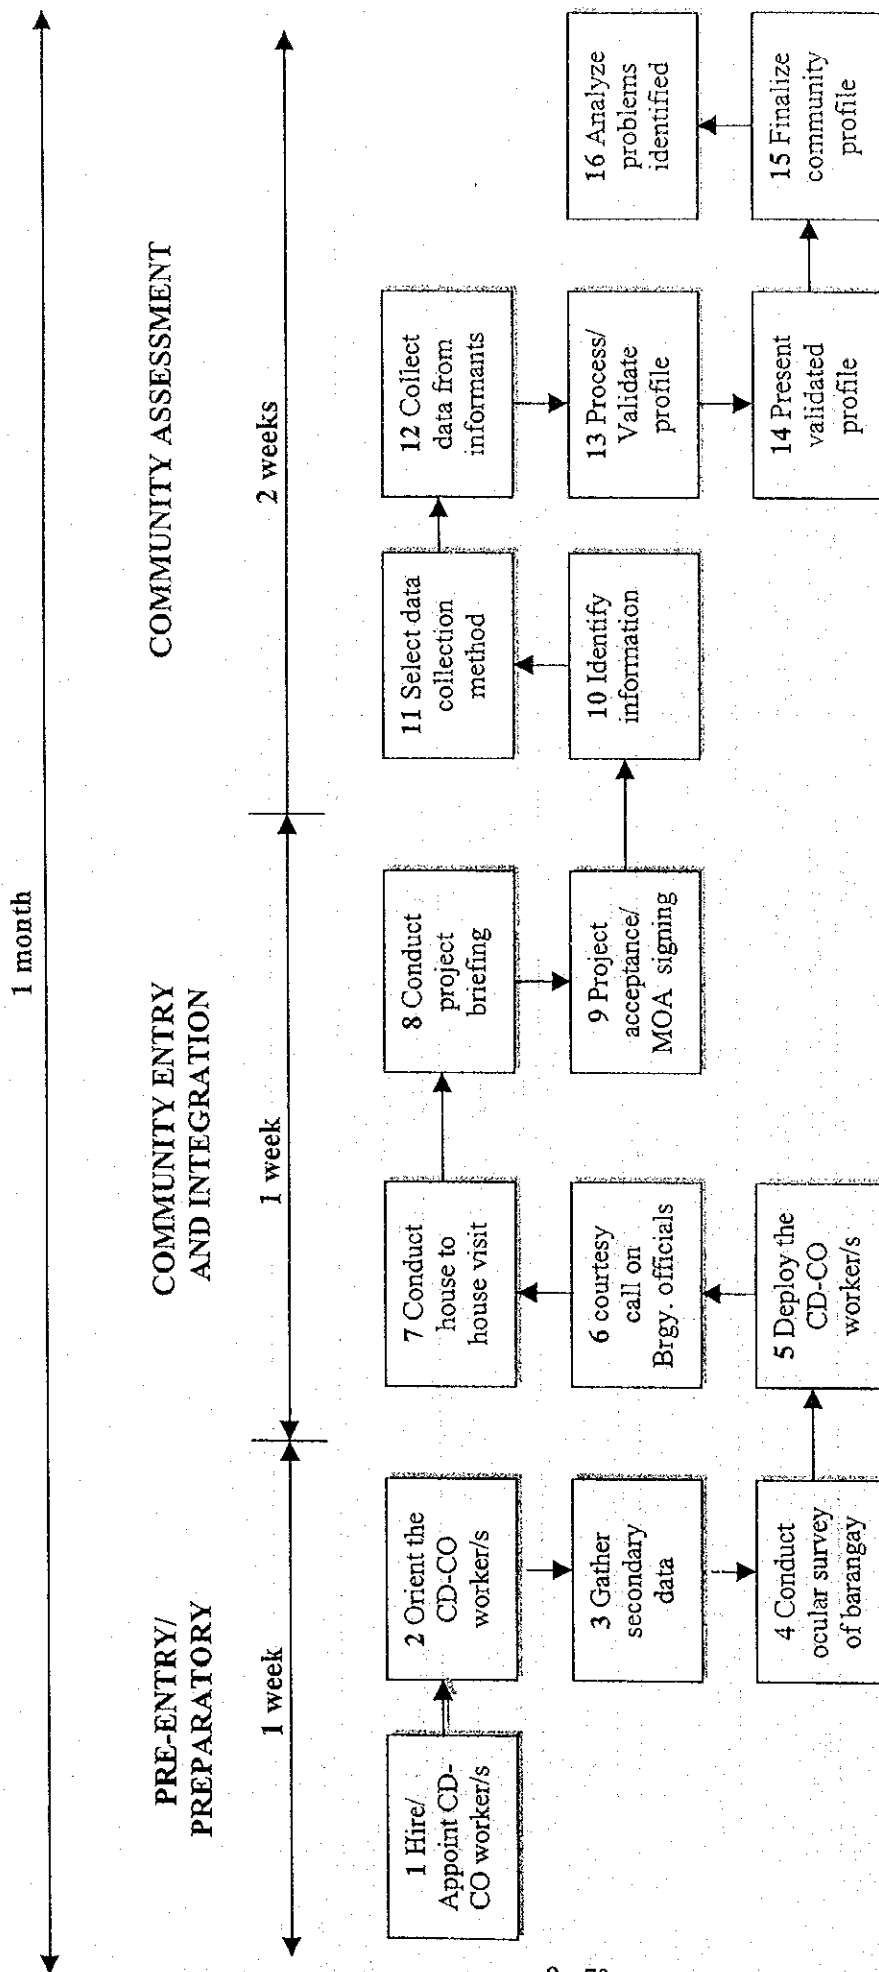 1 month
PRE-ENTRY/
PREPARATORY
COMMUNITY ENTRY
AND INTEGRATION
COMMUNITY ASSESSMENT
1 week
1 week
2 weeks
1 Hire/
Appoint CD-
CO worker/s
2 Orient the
CD-CO
worker/s
3 Gather
secondary
data
4 Conduct
ocular survey
of barangay
5 Deploy the
CD-CO
worker/s
6 courtesy
call on
Brgy. officials
7 Conduct
house to
house visit
8 Conduct
project
briefing
9 Project
acceptance/
MOA signing
10 Identify
information
11 Select data
collection
method
12 Collect
data from
informants
13 Process/
Validate
profile
14 Present
validated
profile
15 Finalize
community
profile
16 Analyze
problems
identified